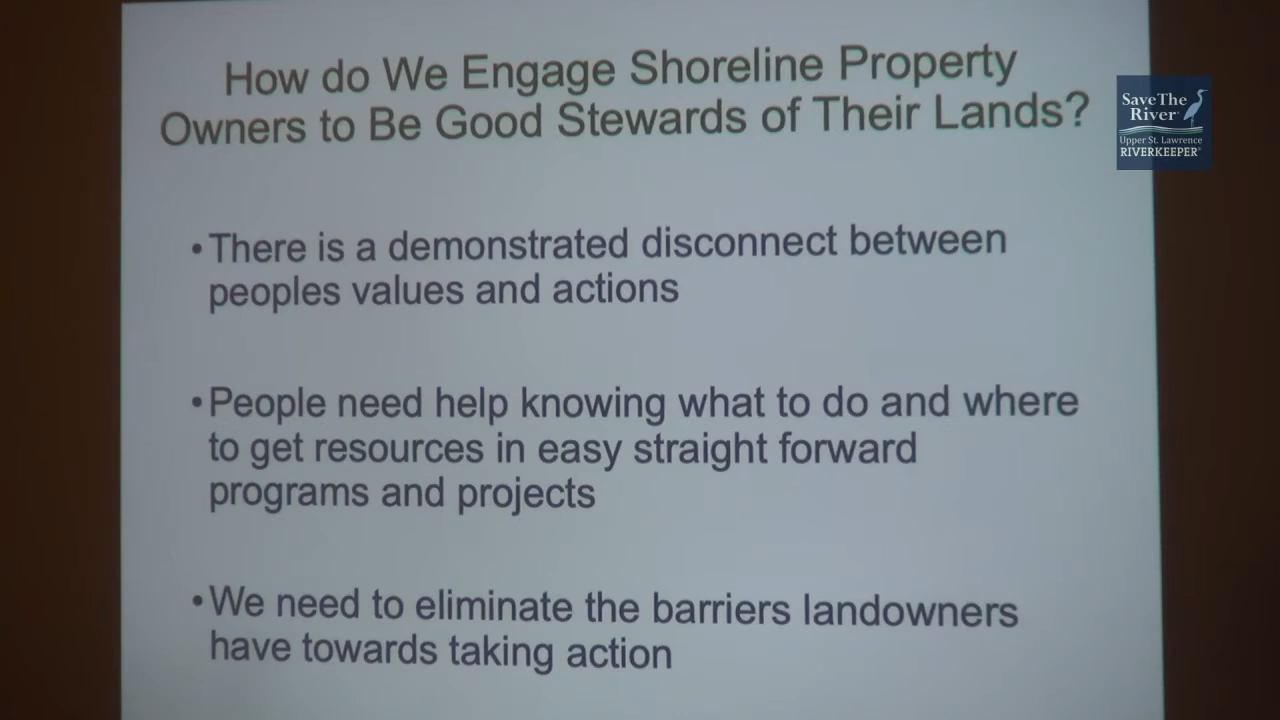 How do We Engage Shoreline Property
Owners to Be Good Stewards of Their Lands?
Save The
River
Upper St. Lawrence
RIVERKEEPER®
•There is a demonstrated disconnect between
peoples values and actions
•People need help knowing what to do and where
to get resources in easy straight forward
programs and projects
•We need to eliminate the barriers landowners
have towards taking action